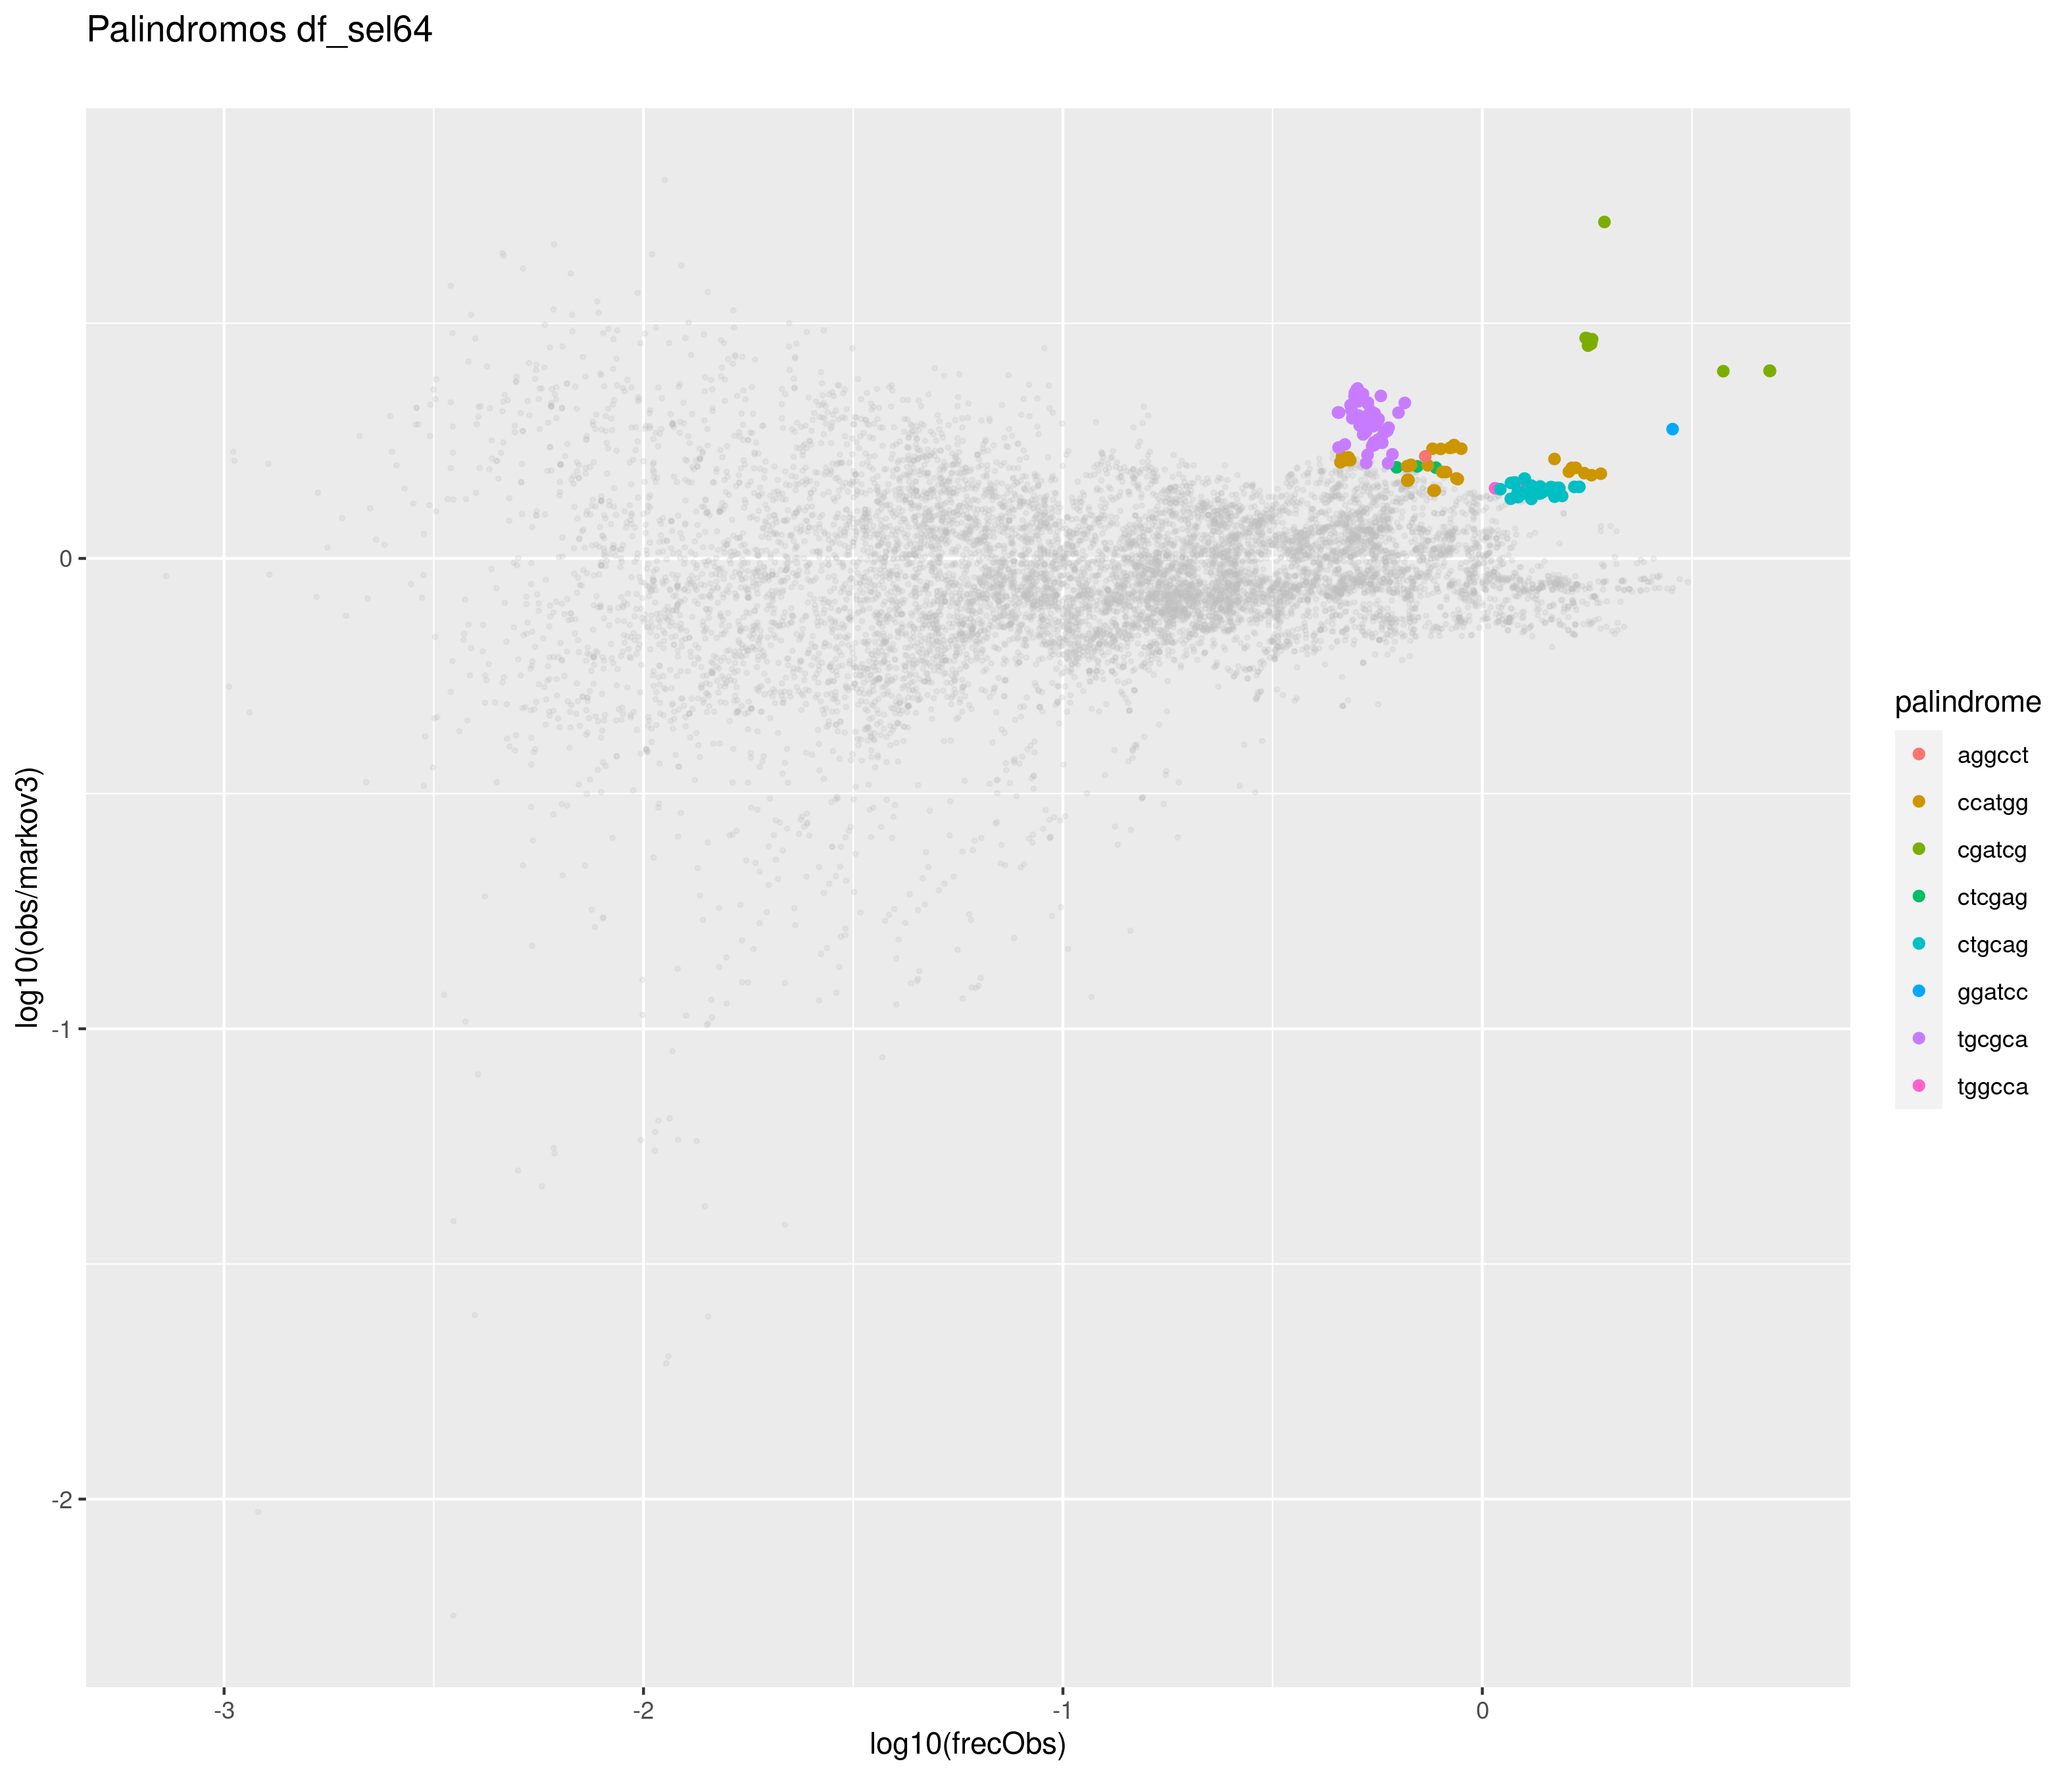 Palindromos df_sel64
log10(obs/markov3)
0
-1
-2
-3
-2
-1
0
log10(frecObs)
palindrome
aggcct
ccatgg
cgatcg
ctcgag
ctgcag
ggatcc
tgcgca
tggcca